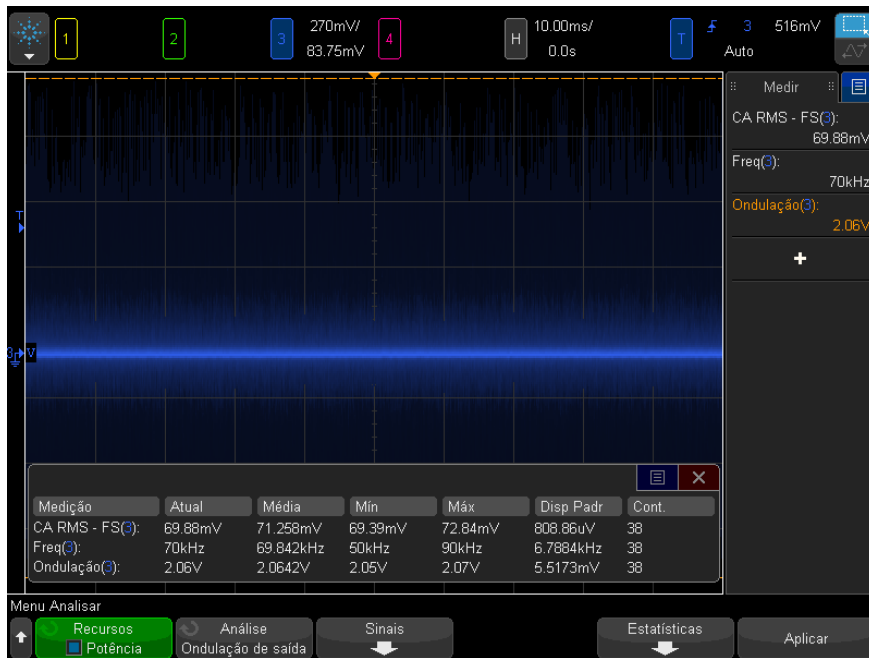 1 2 3 270mV/ 4 H 10.00ms/ T 3 516mV
83.75mV 0.0s Auto
Medir
CA RMS - FS(3):
69.88mV
Freq(3):
70kHz
Ondulação(3):
2.06V
+
T
3 V
Medição Atual Média Mín Máx Disp Padr Cont.
CA RMS - FS(3): 69.88mV 71.258mV 69.39mV 72.84mV 808.86uV 38
Freq(3): 70kHz 69.842kHz 50kHz 90kHz 6.7884kHz 38
Ondulação(3): 2.06V 2.0642V 2.05V 2.07V 5.5173mV 38
Menu Analisar
Recursos Análise Sinais Estatísticas Aplicar
Potência Ondulação de saída